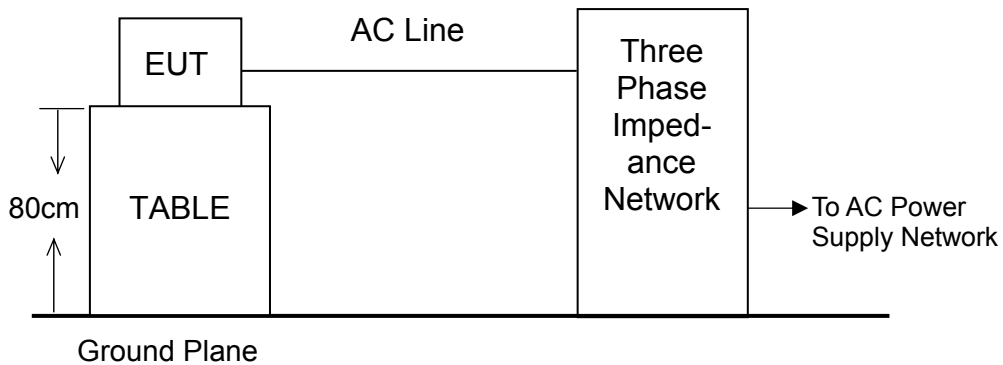 AC Line
EUT
Three
Phase
Imped-
ance
Network
80cm
TABLE
To AC Power
Supply Network
Ground Plane